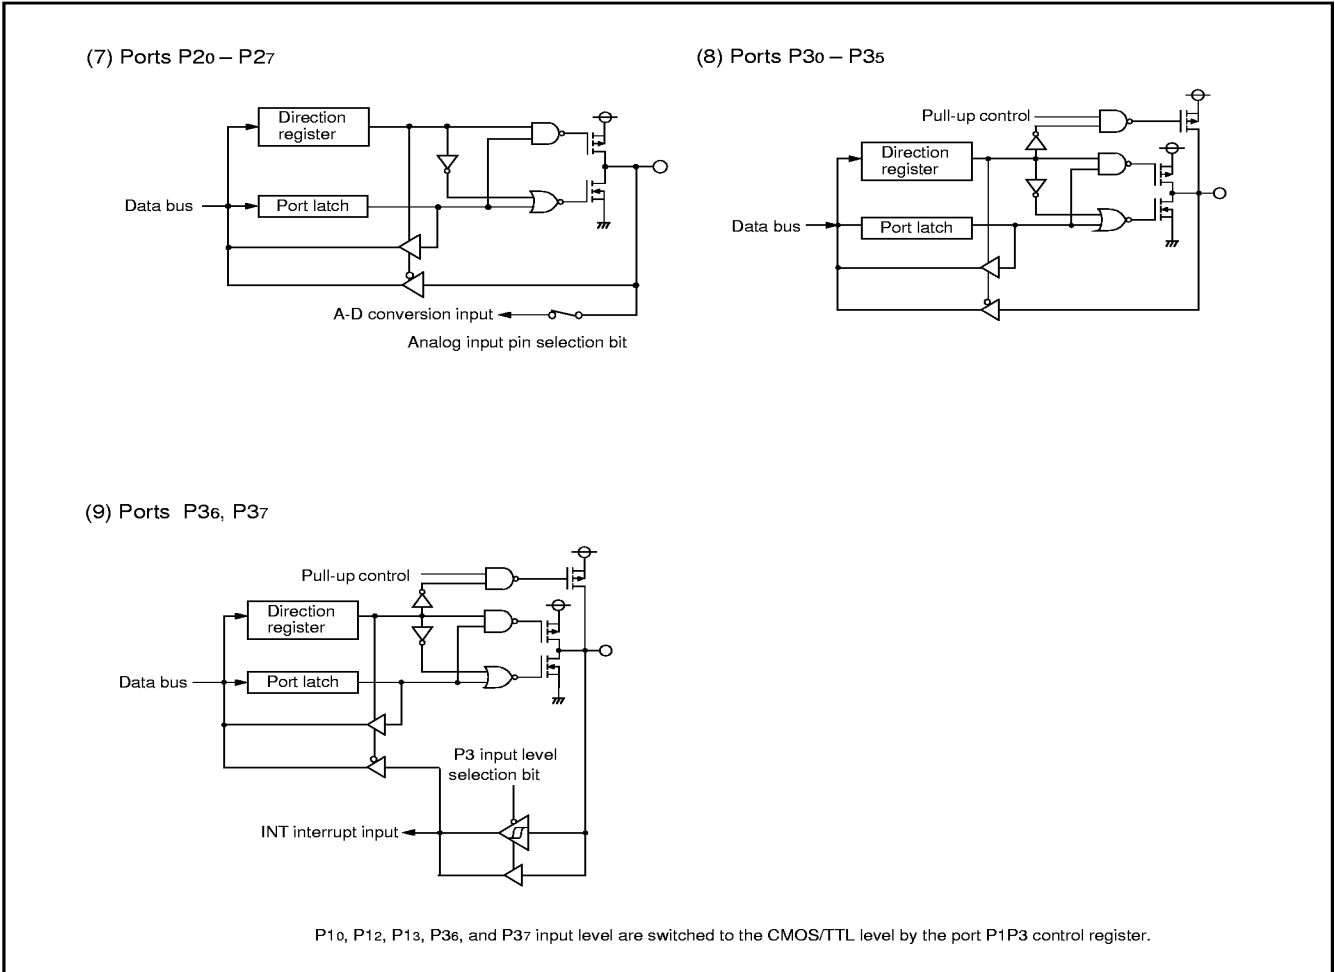 (7) Ports P20 – P27
Direction
register
Data bus
Port latch
A-D conversion input
Analog input pin selection bit
(8) Ports P30 – P35
Pull-up control
Direction
register
Data bus
Port latch
(9) Ports P36, P37
Pull-up control
Direction
register
Data bus
Port latch
P3 input level
selection bit
INT interrupt input
P10, P12, P13, P36, and P37 input level are switched to the CMOS/TTL level by the port P1P3 control register.